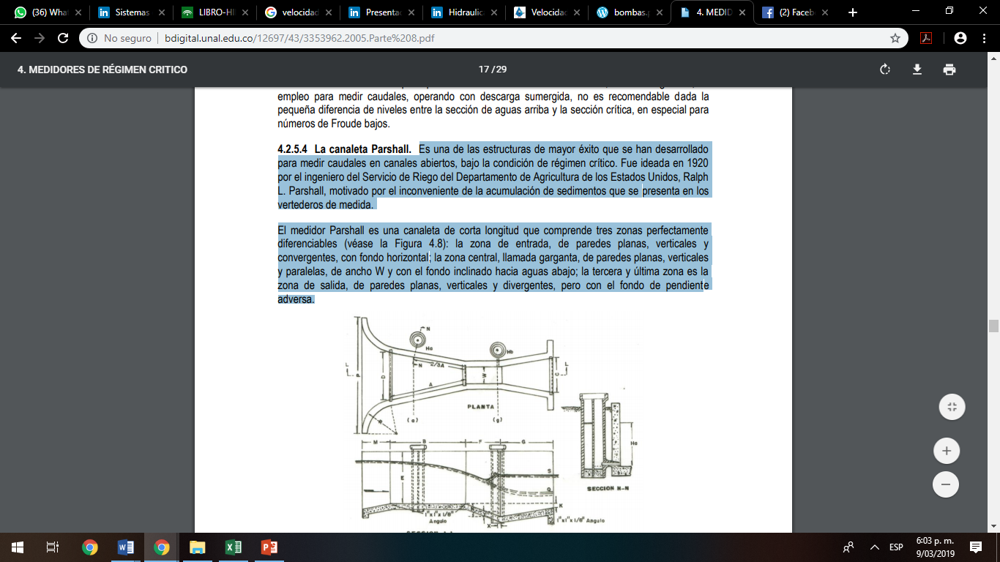 (36) What
Sistemas
LIBRO-HI
velocidad
Presenta
Hidraulic
Velocidac
bombas.p
4. MEDID
(2) Faceb
No seguro
bdigital.unal.edu.co/12697/43/3353962.2005.Parte%208.pdf
4. MEDIDORES DE RÉGIMEN CRITICO
17 / 29
empleo para medir caudales, operando con descarga sumergida, no es recomendable dada la
pequeña diferencia de niveles entre la sección de aguas arriba y la sección crítica, en especial para
números de Froude bajos.
4.2.5.4 La canaleta Parshall. Es una de las estructuras de mayor éxito que se han desarrollado
para medir caudales en canales abiertos, bajo la condición de régimen crítico. Fue ideada en 1920
por el ingeniero del Servicio de Riego del Departamento de Agricultura de los Estados Unidos, Ralph
L. Parshall, motivado por el inconveniente de la acumulación de sedimentos que se presenta en los
vertederos de medida.
El medidor Parshall es una canaleta de corta longitud que comprende tres zonas perfectamente
diferenciables (véase la Figura 4.8): la zona de entrada, de paredes planas, verticales y
convergentes, con fondo horizontal; la zona central, llamada garganta, de paredes planas, verticales
y paralelas, de ancho W y con el fondo inclinado hacia aguas abajo; la tercera y última zona es la
zona de salida, de paredes planas, verticales y divergentes, pero con el fondo de pendiente
adversa.
N
Ha
Hb
N
2/3A
L
P
D
A
W
C
L
PLANTA
R
(a)
(g)
M
B
F
G
E
S
Q
Ha
SECCION N-N
K
N
1"x1"x1/8"
Angulo
X
1"x1"x1/8" Angulo
ESP
6:03 p. m.
9/03/2019